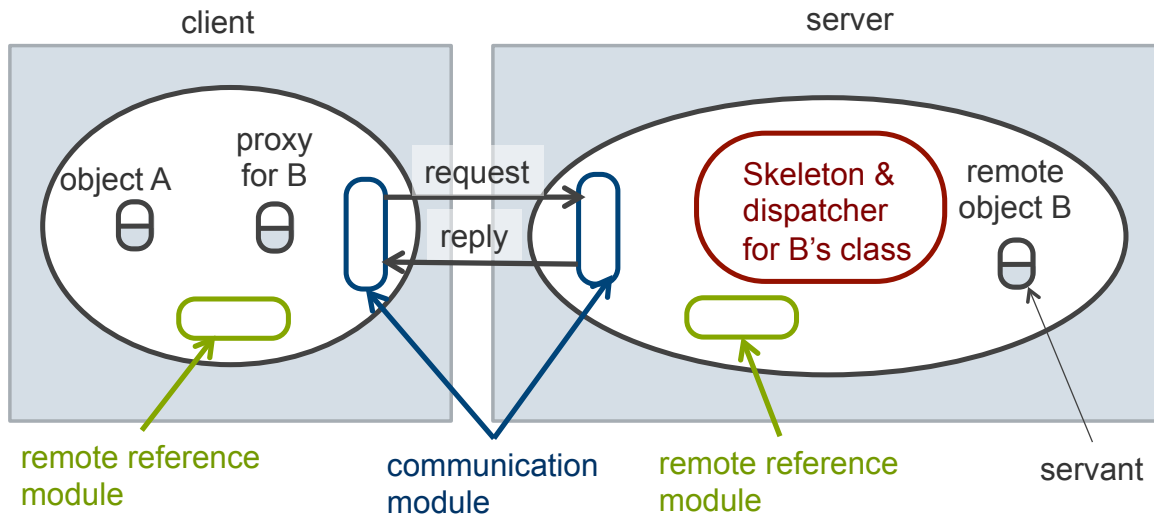 client
server
object A
proxy
for B
request
reply
Skeleton &
dispatcher
for B's class
remote
object B
remote reference
module
communication
module
remote reference
module
servant